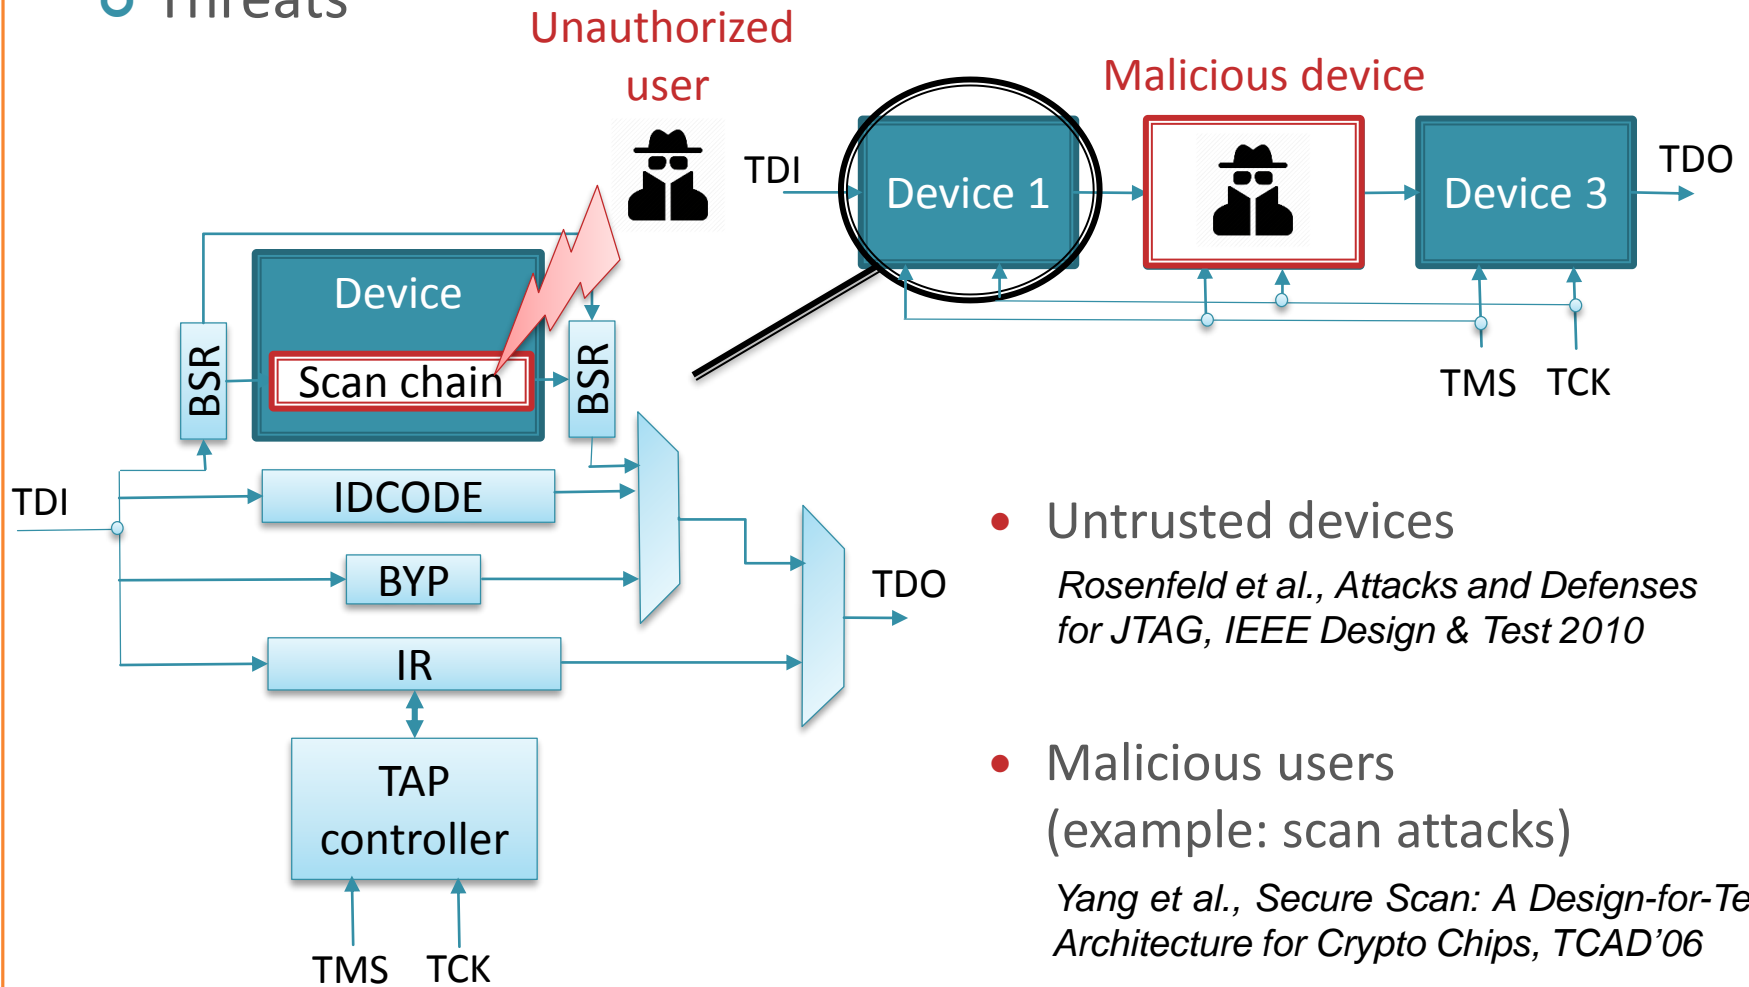 Threats
Unauthorized
user
Malicious device
TDI
Device 1
Device 3
TDO
TMS TCK
Device
BSR
Scan chain
BSR
TDI
IDCODE
BYP
IR
TDO
TAP
controller
TMS TCK
• Untrusted devices
Rosenfeld et al., Attacks and Defenses
for JTAG, IEEE Design & Test 2010
• Malicious users
(example: scan attacks)
Yang et al., Secure Scan: A Design-for-Te
Architecture for Crypto Chips, TCAD’06